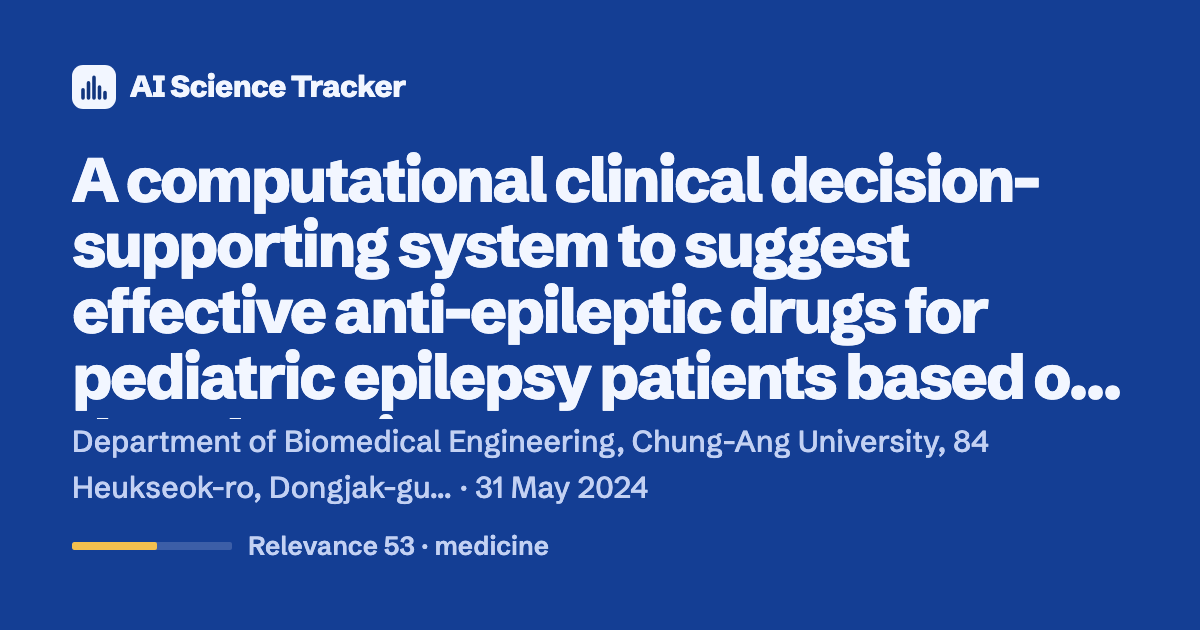 AI Science Tracker
A computational clinical decision-
supporting system to suggest
effective anti-epileptic drugs for
pediatric epilepsy patients based o...
Department of Biomedical Engineering, Chung-Ang University, 84
Heukseok-ro, Dongjak-gu... · 31 May 2024
Relevance 53 · medicine